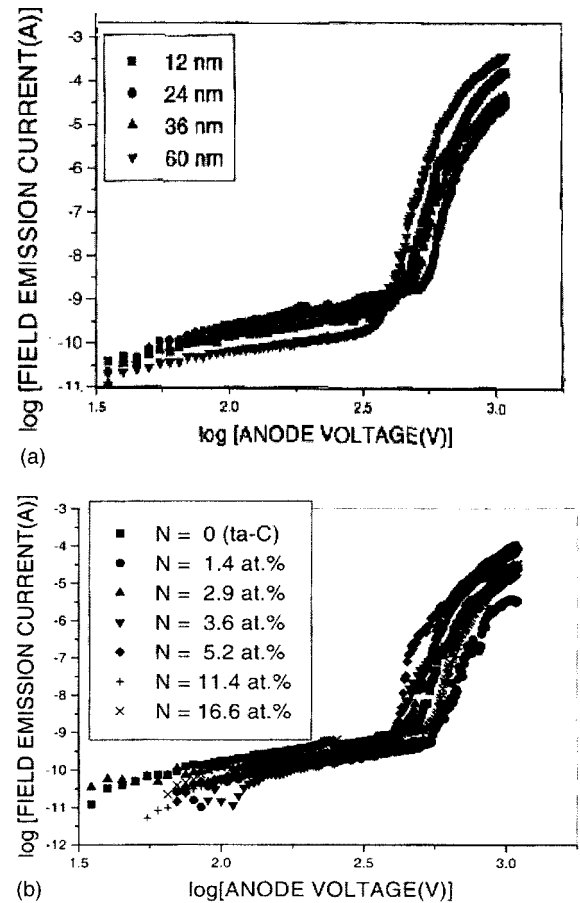 -3
-4
-5
-6
-7
-8
-9
-10
-11
log [FIELD EMISSION CURRENT(A)]
12 nm
24 nm
36 nm
60 nm
1.5 2.0 2.5 3.0
log [ANODE VOLTAGE(V)]
(a)
-3
-4
-5
-6
-7
-8
-9
-10
-11
-12
log [FIELD EMISSION CURRENT(A)]
N = 0 (ta-C)
N = 1.4 at.%
N = 2.9 at.%
N = 3.6 at.%
N = 5.2 at.%
N = 11.4 at.%
N = 16.6 at.%
1.5 2.0 2.5 3.0
log[ANODE VOLTAGE(V)]
(b)